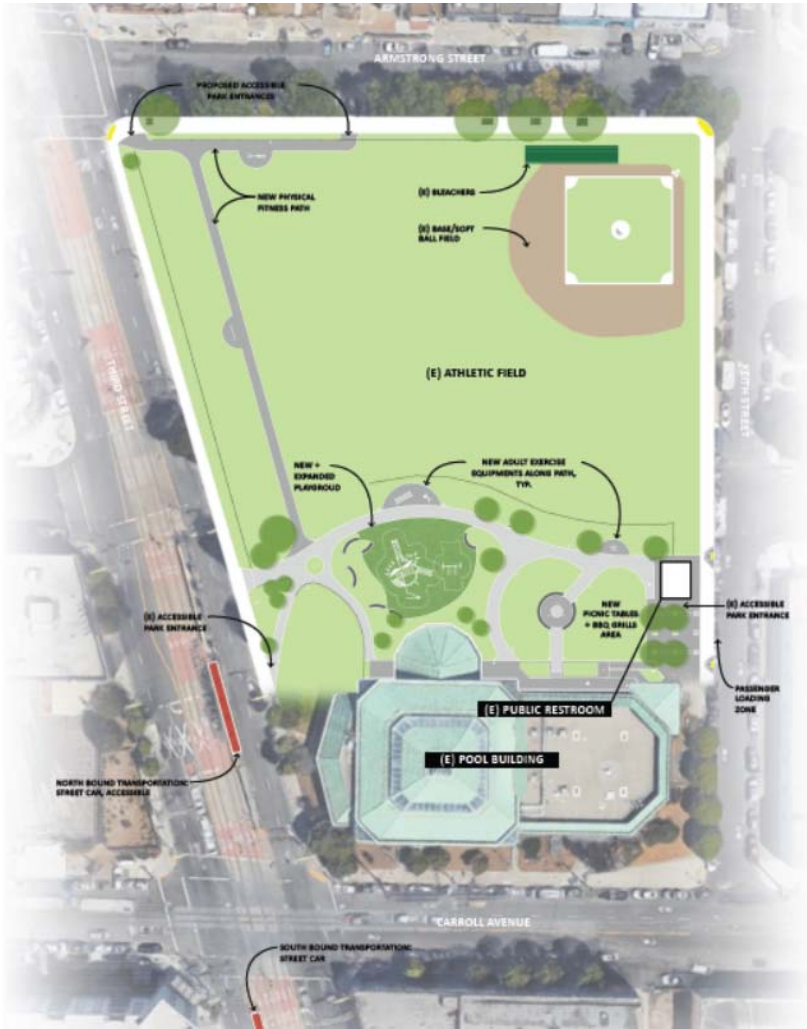 ARMSTRONG STREET
PROPOSED ACCESSIBLE
PARK ENTRANCES
NEW PHYSICAL
FITNESS PATH
(E) BLEACHERS
(E) BASE/SOFT
BALL FIELD
THIRD STREET
(E) ATHLETIC FIELD
KEITH STREET
NEW +
EXPANDED
PLAYGROUD
NEW ADULT EXERCISE
EQUIPMENTS ALONG PATH,
TYP.
(E) ACCESSIBLE
PARK ENTRANCE
NEW
PICNIC TABLES
+ BBQ GRILLS
AREA
(E) ACCESSIBLE
PARK ENTRANCE
PASSENGER
LOADING
ZONE
(E) PUBLIC RESTROOM
(E) POOL BUILDING
NORTH BOUND TRANSPORTATION:
STREET CAR, ACCESSIBLE
CARROLL AVENUE
SOUTH BOUND TRANSPORTATION:
STREET CAR